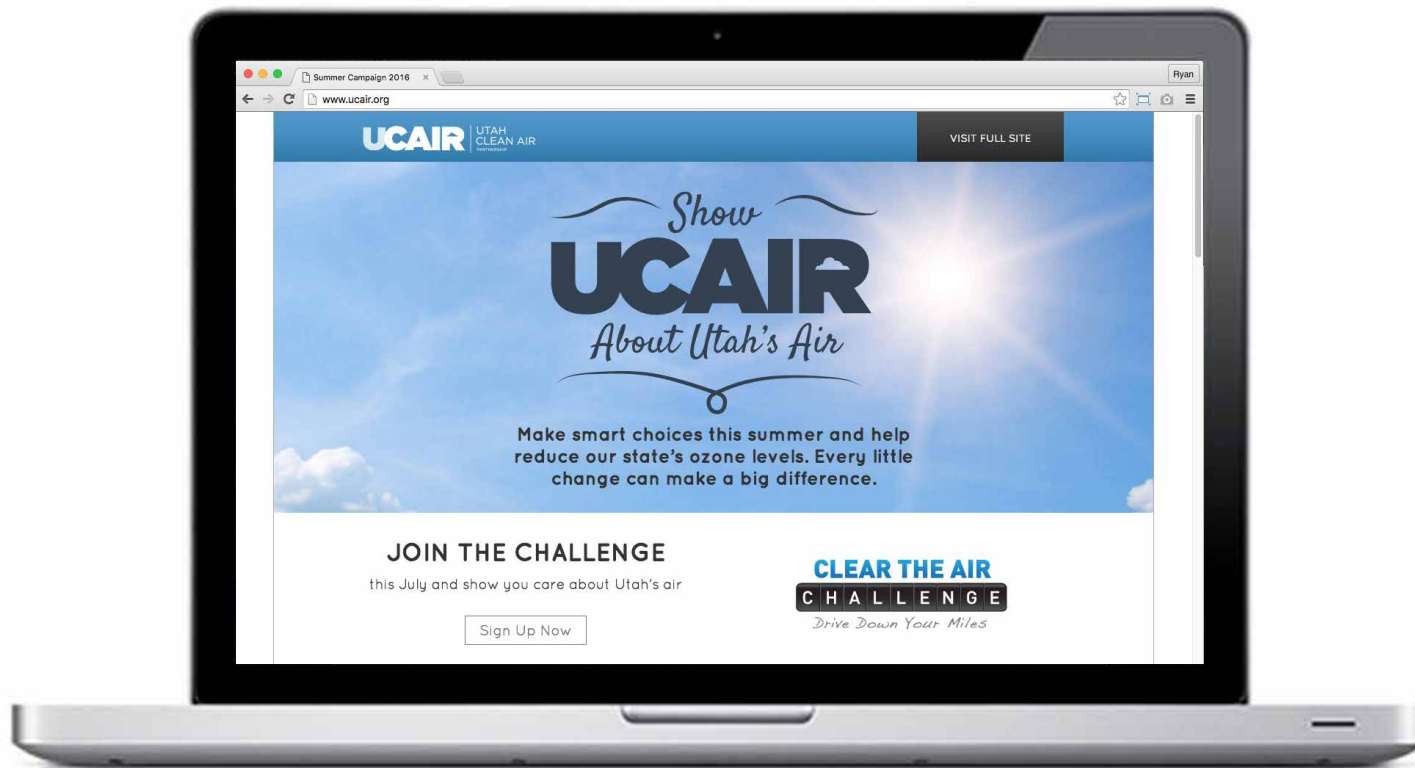 Summer Campaign 2016
Ryan
www.ucair.org
UCAIR UTAH
CLEAN AIR
PARTNERSHIP
VISIT FULL SITE
Show
UCAIR
About Utah's Air
Make smart choices this summer and help
reduce our state's ozone levels. Every little
change can make a big difference.
JOIN THE CHALLENGE
this July and show you care about Utah's air
Sign Up Now
CLEAR THE AIR
CHALLENGE
Drive Down Your Miles